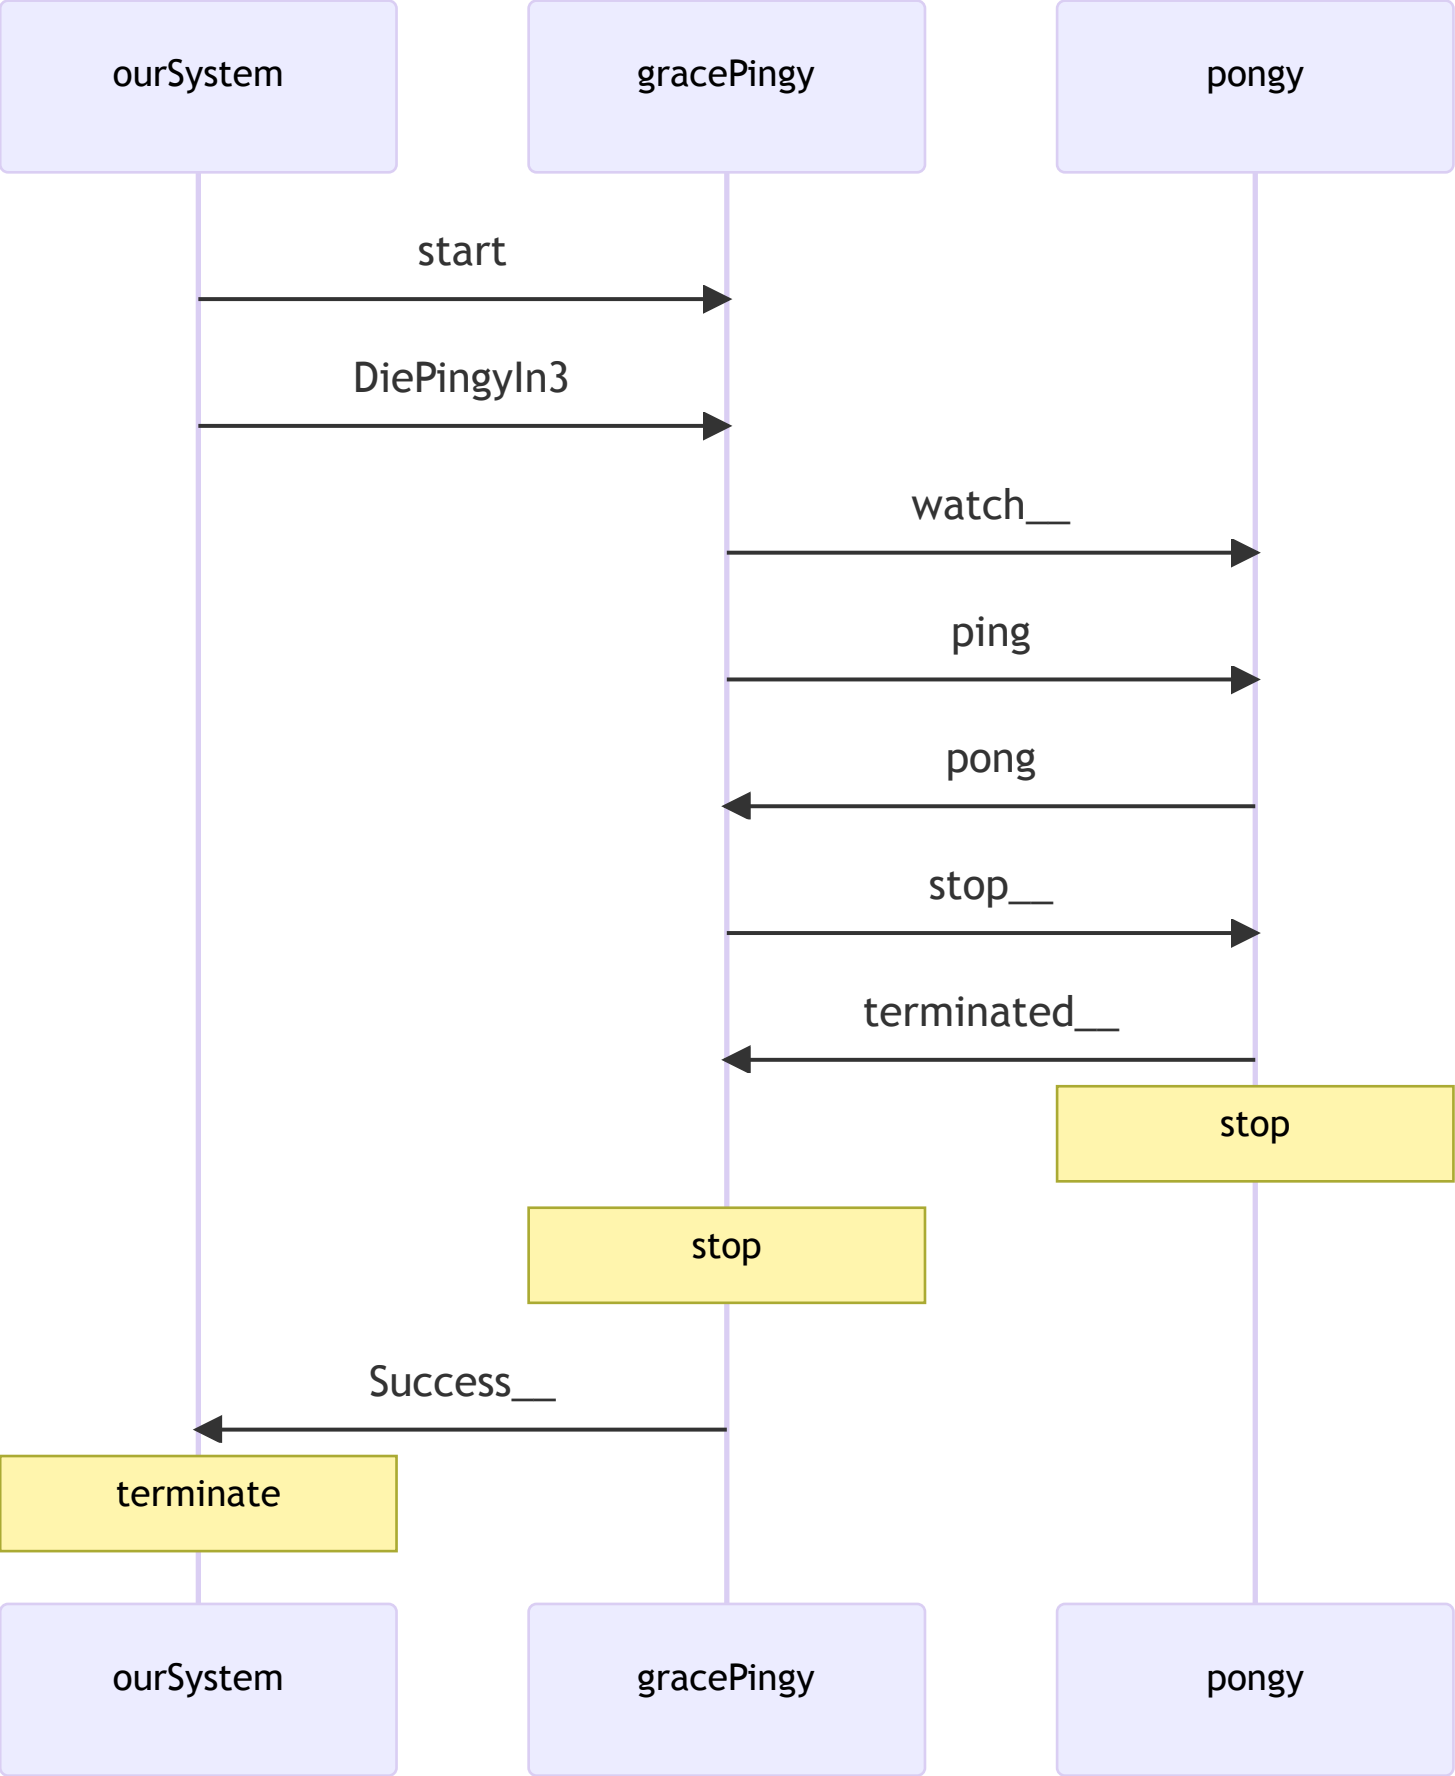 ourSystem
gracePingy
pongy
start
DiePingyIn3
watch__
ping
pong
stop__
terminated__
stop
stop
Success__
terminate
ourSystem
gracePingy
pongy